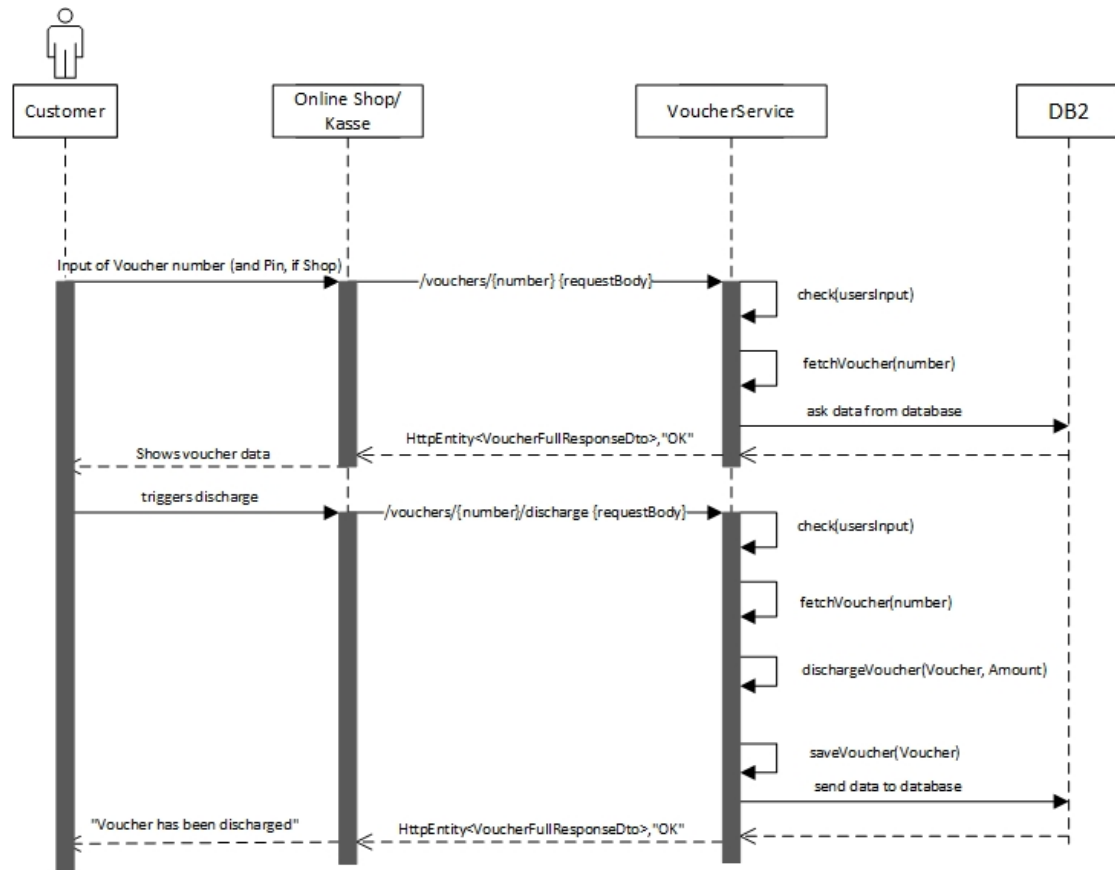 Customer
Online Shop/
Kasse
VoucherService
DB2
Input of Voucher number (and Pin, if Shop)
/vouchers/{number} {requestBody}
check(usersInput)
fetchVoucher(number)
ask data from database
HttpEntity<VoucherFullResponseDto>,"OK"
Shows voucher data
triggers discharge
/vouchers/{number}/discharge {requestBody}
check(usersInput)
fetchVoucher(number)
dischargeVoucher(Voucher, Amount)
saveVoucher(Voucher)
send data to database
HttpEntity<VoucherFullResponseDto>,"OK"
"Voucher has been discharged"